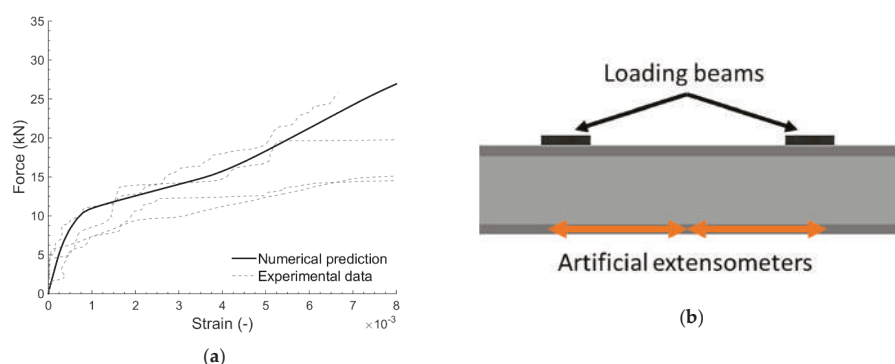 35
30
25
20
15
10
5
0
Force (kN)
Numerical prediction
Experimental data
0 1 2 3 4 5 6 7 8
Strain (-)
×10⁻³
(a)
Loading beams
Artificial extensometers
(b)